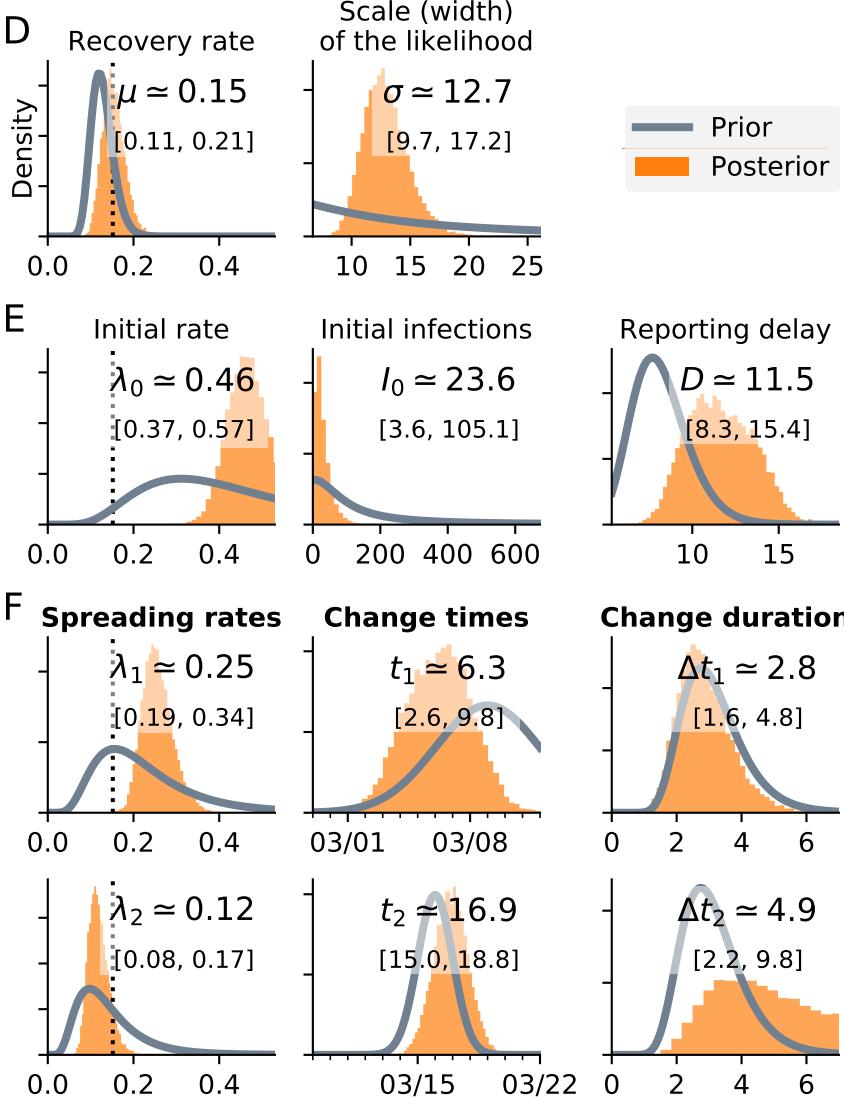 D
Recovery rate
Scale (width)
of the likelihood
Density
μ ≃ 0.15
[0.11, 0.21]
σ ≃ 12.7
[9.7, 17.2]
Prior
Posterior
0.0 0.2 0.4
10 15 20 25
E
Initial rate
Initial infections
Reporting delay
λ0 ≃ 0.46
[0.37, 0.57]
I0 ≃ 23.6
[3.6, 105.1]
D ≃ 11.5
[8.3, 15.4]
0.0 0.2 0.4
0 200 400 600
10 15
F
Spreading rates
Change times
Change duration
λ1 ≃ 0.25
[0.19, 0.34]
t1 ≃ 6.3
[2.6, 9.8]
Δt1 ≃ 2.8
[1.6, 4.8]
0.0 0.2 0.4
03/01 03/08
0 2 4 6
λ2 ≃ 0.12
[0.08, 0.17]
t2 ≃ 16.9
[15.0, 18.8]
Δt2 ≃ 4.9
[2.2, 9.8]
0.0 0.2 0.4
03/15 03/22
0 2 4 6